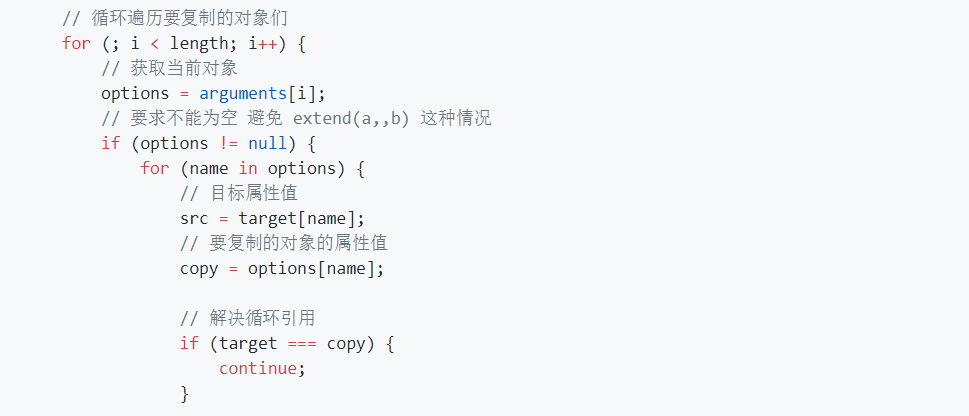 // 循环遍历要复制的对象们
for (; i < length; i++) {
    // 获取当前对象
    options = arguments[i];
    // 要求不能为空 避免 extend(a,,b) 这种情况
    if (options != null) {
        for (name in options) {
            // 目标属性值
            src = target[name];
            // 要复制的对象的属性值
            copy = options[name];

            // 解决循环引用
            if (target === copy) {
                continue;
            }